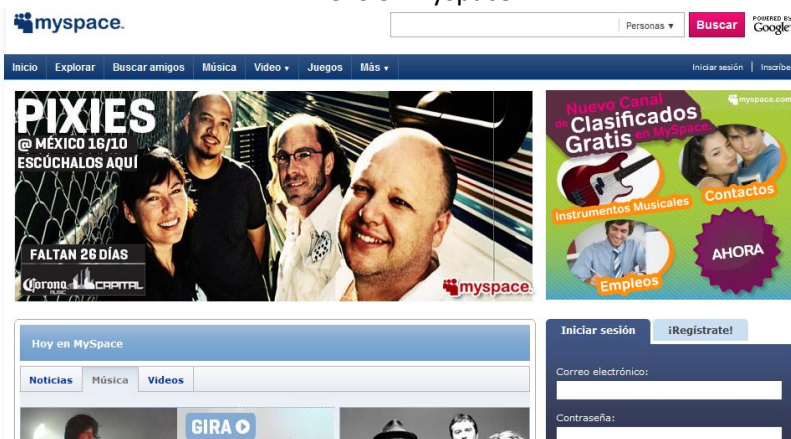 myspace.
Personas ▾
Buscar
POWERED BY
Google
Inicio Explorar Buscar amigos Música Video ▾ Juegos Más ▾
Iniciar sesión | Inscríbe
PIXIES
@ MÉXICO 16/10
ESCÚCHALOS AQUÍ
FALTAN 26 DÍAS
Corona
MUSIC
CAPITAL
myspace.
Nuevo Canal
de Clasificados
Gratis en MySpace.
myspace.com
Instrumentos Musicales
Contactos
Empleos
AHORA
Hoy en MySpace
Noticias Música Videos
GIRA
Iniciar sesión
¡Regístrate!
Correo electrónico:
Contraseña: